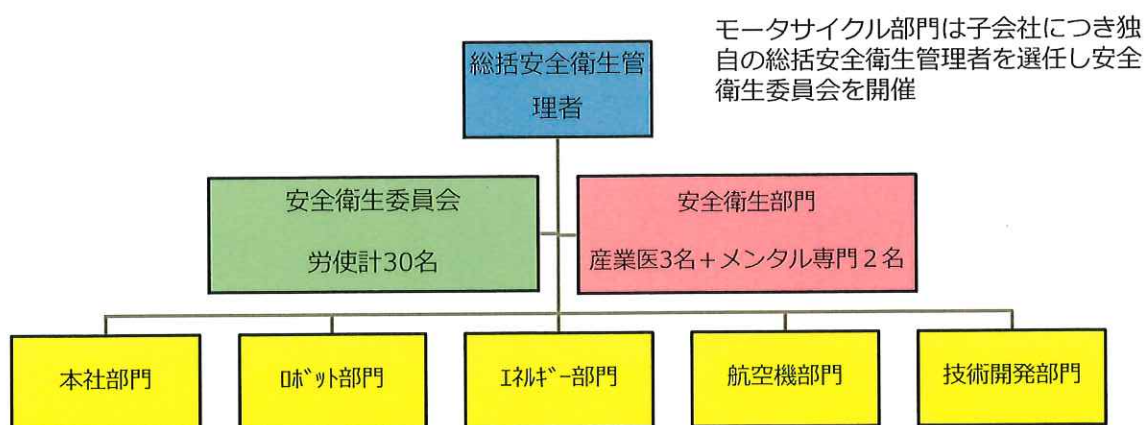 モータサイクル部門は子会社につき独
自の総括安全衛生管理者を選任し安全
衛生委員会を開催
総括安全衛生管
理者
安全衛生委員会
労使計30名
安全衛生部門
産業医3名＋メンタル専門２名
本社部門
ﾛﾎﾞｯﾄ部門
ｴﾈﾙｷﾞｰ部門
航空機部門
技術開発部門